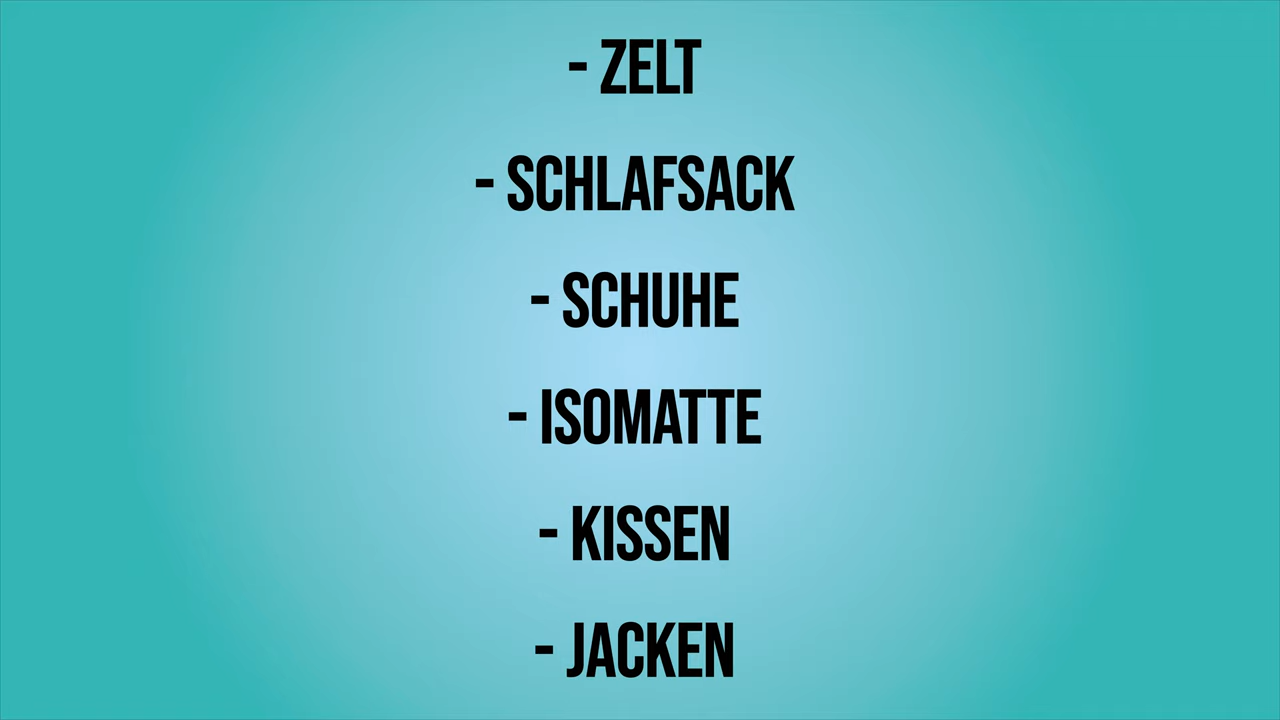 - ZELT
- SCHLAFSACK
- SCHUHE
- ISOMATTE
- KISSEN
- JACKEN